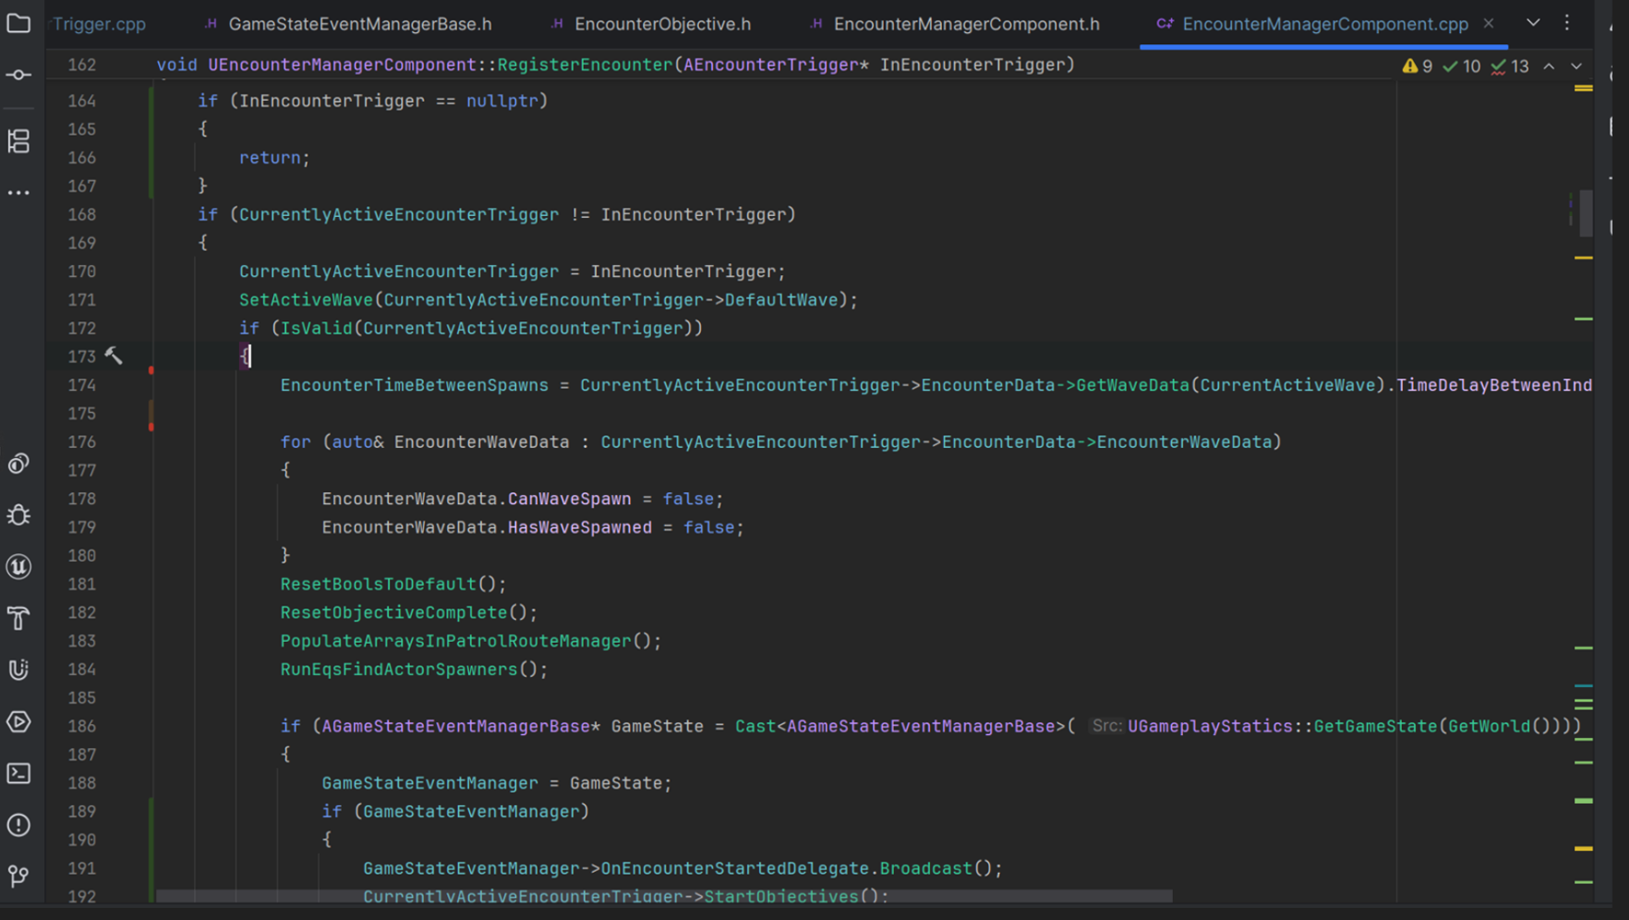 Trigger.cpp
GameStateEventManagerBase.h
EncounterObjective.h
EncounterManagerComponent.h
EncounterManagerComponent.cpp
162 void UEncounterManagerComponent::RegisterEncounter(AEncounterTrigger* InEncounterTrigger)
9 10 13
164 if (InEncounterTrigger == nullptr)
165 {
166 return;
167 }
168 if (CurrentlyActiveEncounterTrigger != InEncounterTrigger)
169 {
170 CurrentlyActiveEncounterTrigger = InEncounterTrigger;
171 SetActiveWave(CurrentlyActiveEncounterTrigger->DefaultWave);
172 if (IsValid(CurrentlyActiveEncounterTrigger))
173 {
174 EncounterTimeBetweenSpawns = CurrentlyActiveEncounterTrigger->EncounterData->GetWaveData(CurrentActiveWave).TimeDelayBetweenInd
175
176 for (auto& EncounterWaveData : CurrentlyActiveEncounterTrigger->EncounterData->EncounterWaveData)
177 {
178 EncounterWaveData.CanWaveSpawn = false;
179 EncounterWaveData.HasWaveSpawned = false;
180 }
181 ResetBoolsToDefault();
182 ResetObjectiveComplete();
183 PopulateArraysInPatrolRouteManager();
184 RunEqsFindActorSpawners();
185
186 if (AGameStateEventManagerBase* GameState = Cast<AGameStateEventManagerBase>( Src: UGameplayStatics::GetGameState(GetWorld())))
187 {
188 GameStateEventManager = GameState;
189 if (GameStateEventManager)
190 {
191 GameStateEventManager->OnEncounterStartedDelegate.Broadcast();
192 CurrentlyActiveEncounterTrigger->StartObjectives();